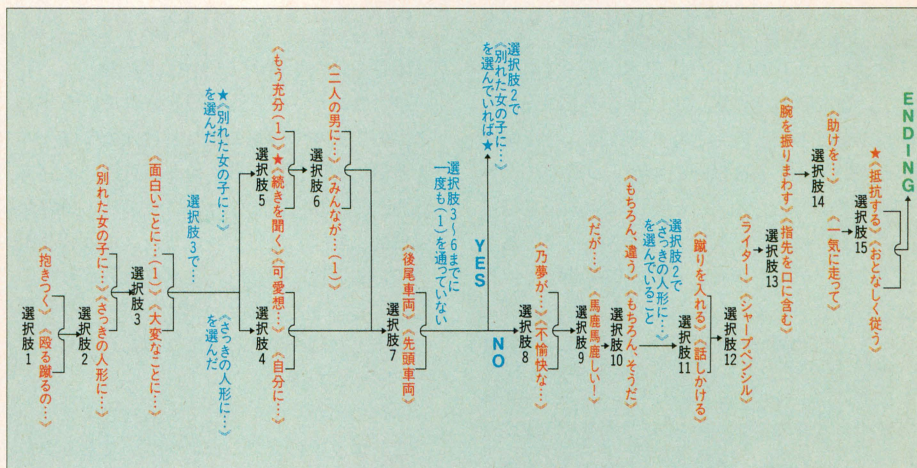 選択肢1
《抱きつく》《殴る蹴るの…》
選択肢2
《別れた女の子に…》《さっきの人形に…》
選択肢3
《面白いことに…(1)》《大変なことに…》
選択肢3で…
★《別れた女の子に…》
を選んだ
《さっきの人形に…》
を選んだ
選択肢5
《もう充分(1)》★《続きを聞く》
選択肢4
《可愛想…》《自分に…》
選択肢6
《二人の男に…》《みんなが…(1)》
選択肢7
《後尾車両》《先頭車両》
選択肢3〜6までに
一度も(1)を通っていない
YES
NO
選択肢2で
《別れた女の子に…》
を選んでいれば★
選択肢8
《乃夢が…》《不愉快な…》
選択肢9
《だが…》《馬鹿馬鹿しい!》
選択肢10
《もちろん、違う》《もちろん、そうだ》
選択肢2で
《さっきの人形に…》
を選んでいること
選択肢11
《蹴りを入れる》《話しかける》
選択肢12
《ライター》《シャープペンシル》
選択肢13
《腕を振りまわす》《指先を口に含む》
選択肢14
《助けを…》《一気に走って》
選択肢15
★《抵抗する》《おとなしく従う》
ENDING